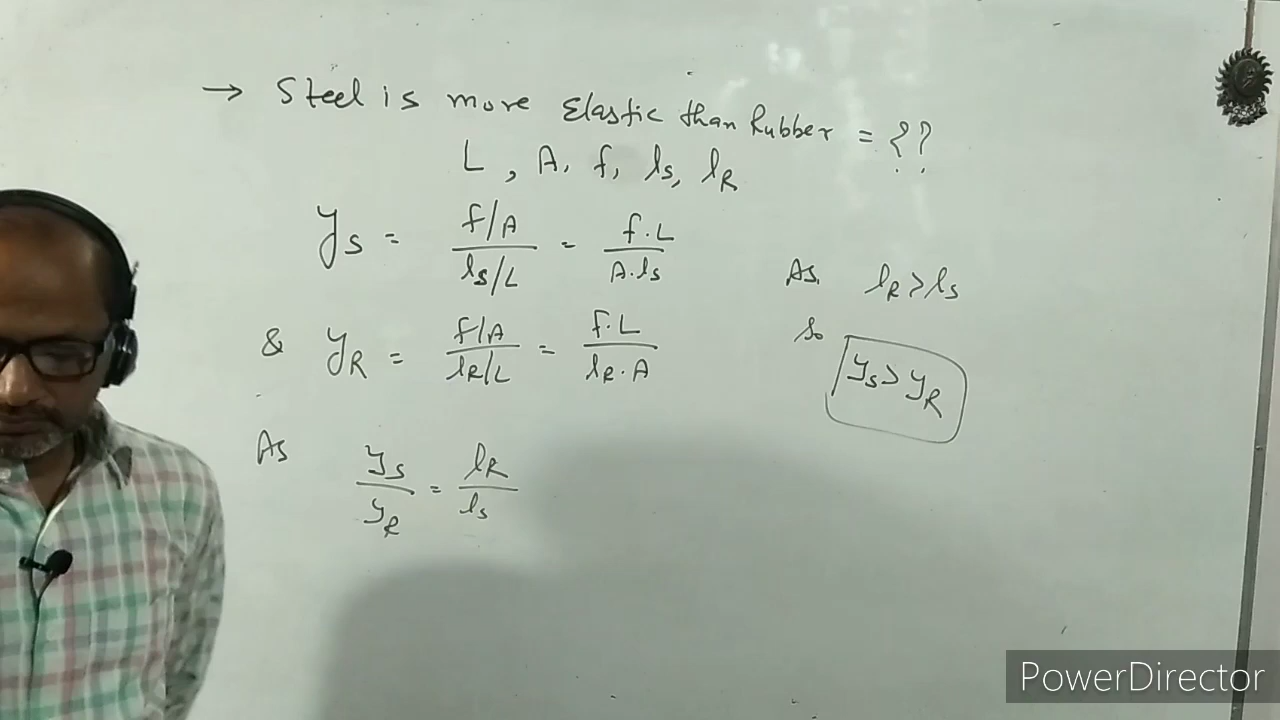 → Steel is more Elastic than Rubber = ??
L, A, f, ls, lR
Ys = f/A / ls/L = f.L / A.ls
& YR = f/A / lR/L = f.L / lR.A
As Ys / YR = lR / ls
As lR > ls
So Ys > YR
PowerDirector